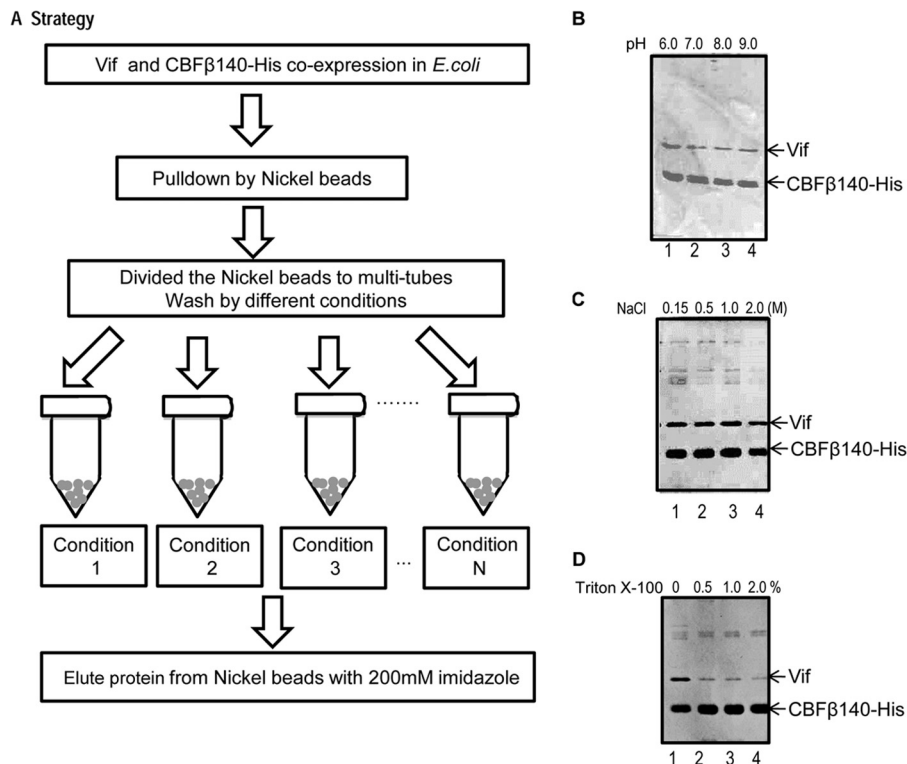 A Strategy
Vif and CBFβ140-His co-expression in E.coli
Pulldown by Nickel beads
Divided the Nickel beads to multi-tubes
Wash by different conditions
.......
Condition
1
Condition
2
Condition
3
...
Condition
N
Elute protein from Nickel beads with 200mM imidazole
B
pH 6.0 7.0 8.0 9.0
Vif
CBFβ140-His
1 2 3 4
C
NaCl 0.15 0.5 1.0 2.0 (M)
Vif
CBFβ140-His
1 2 3 4
D
Triton X-100 0 0.5 1.0 2.0 %
Vif
CBFβ140-His
1 2 3 4